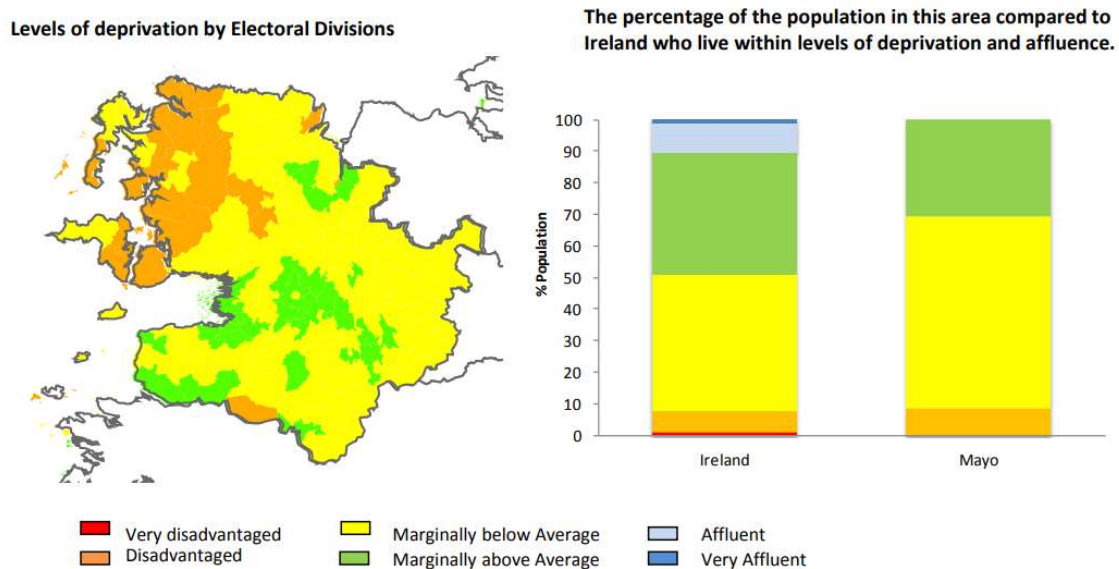 Levels of deprivation by Electoral Divisions
The percentage of the population in this area compared to
Ireland who live within levels of deprivation and affluence.
% Population
100
90
80
70
60
50
40
30
20
10
0
Ireland
Mayo
Very disadvantaged
Disadvantaged
Marginally below Average
Marginally above Average
Affluent
Very Affluent